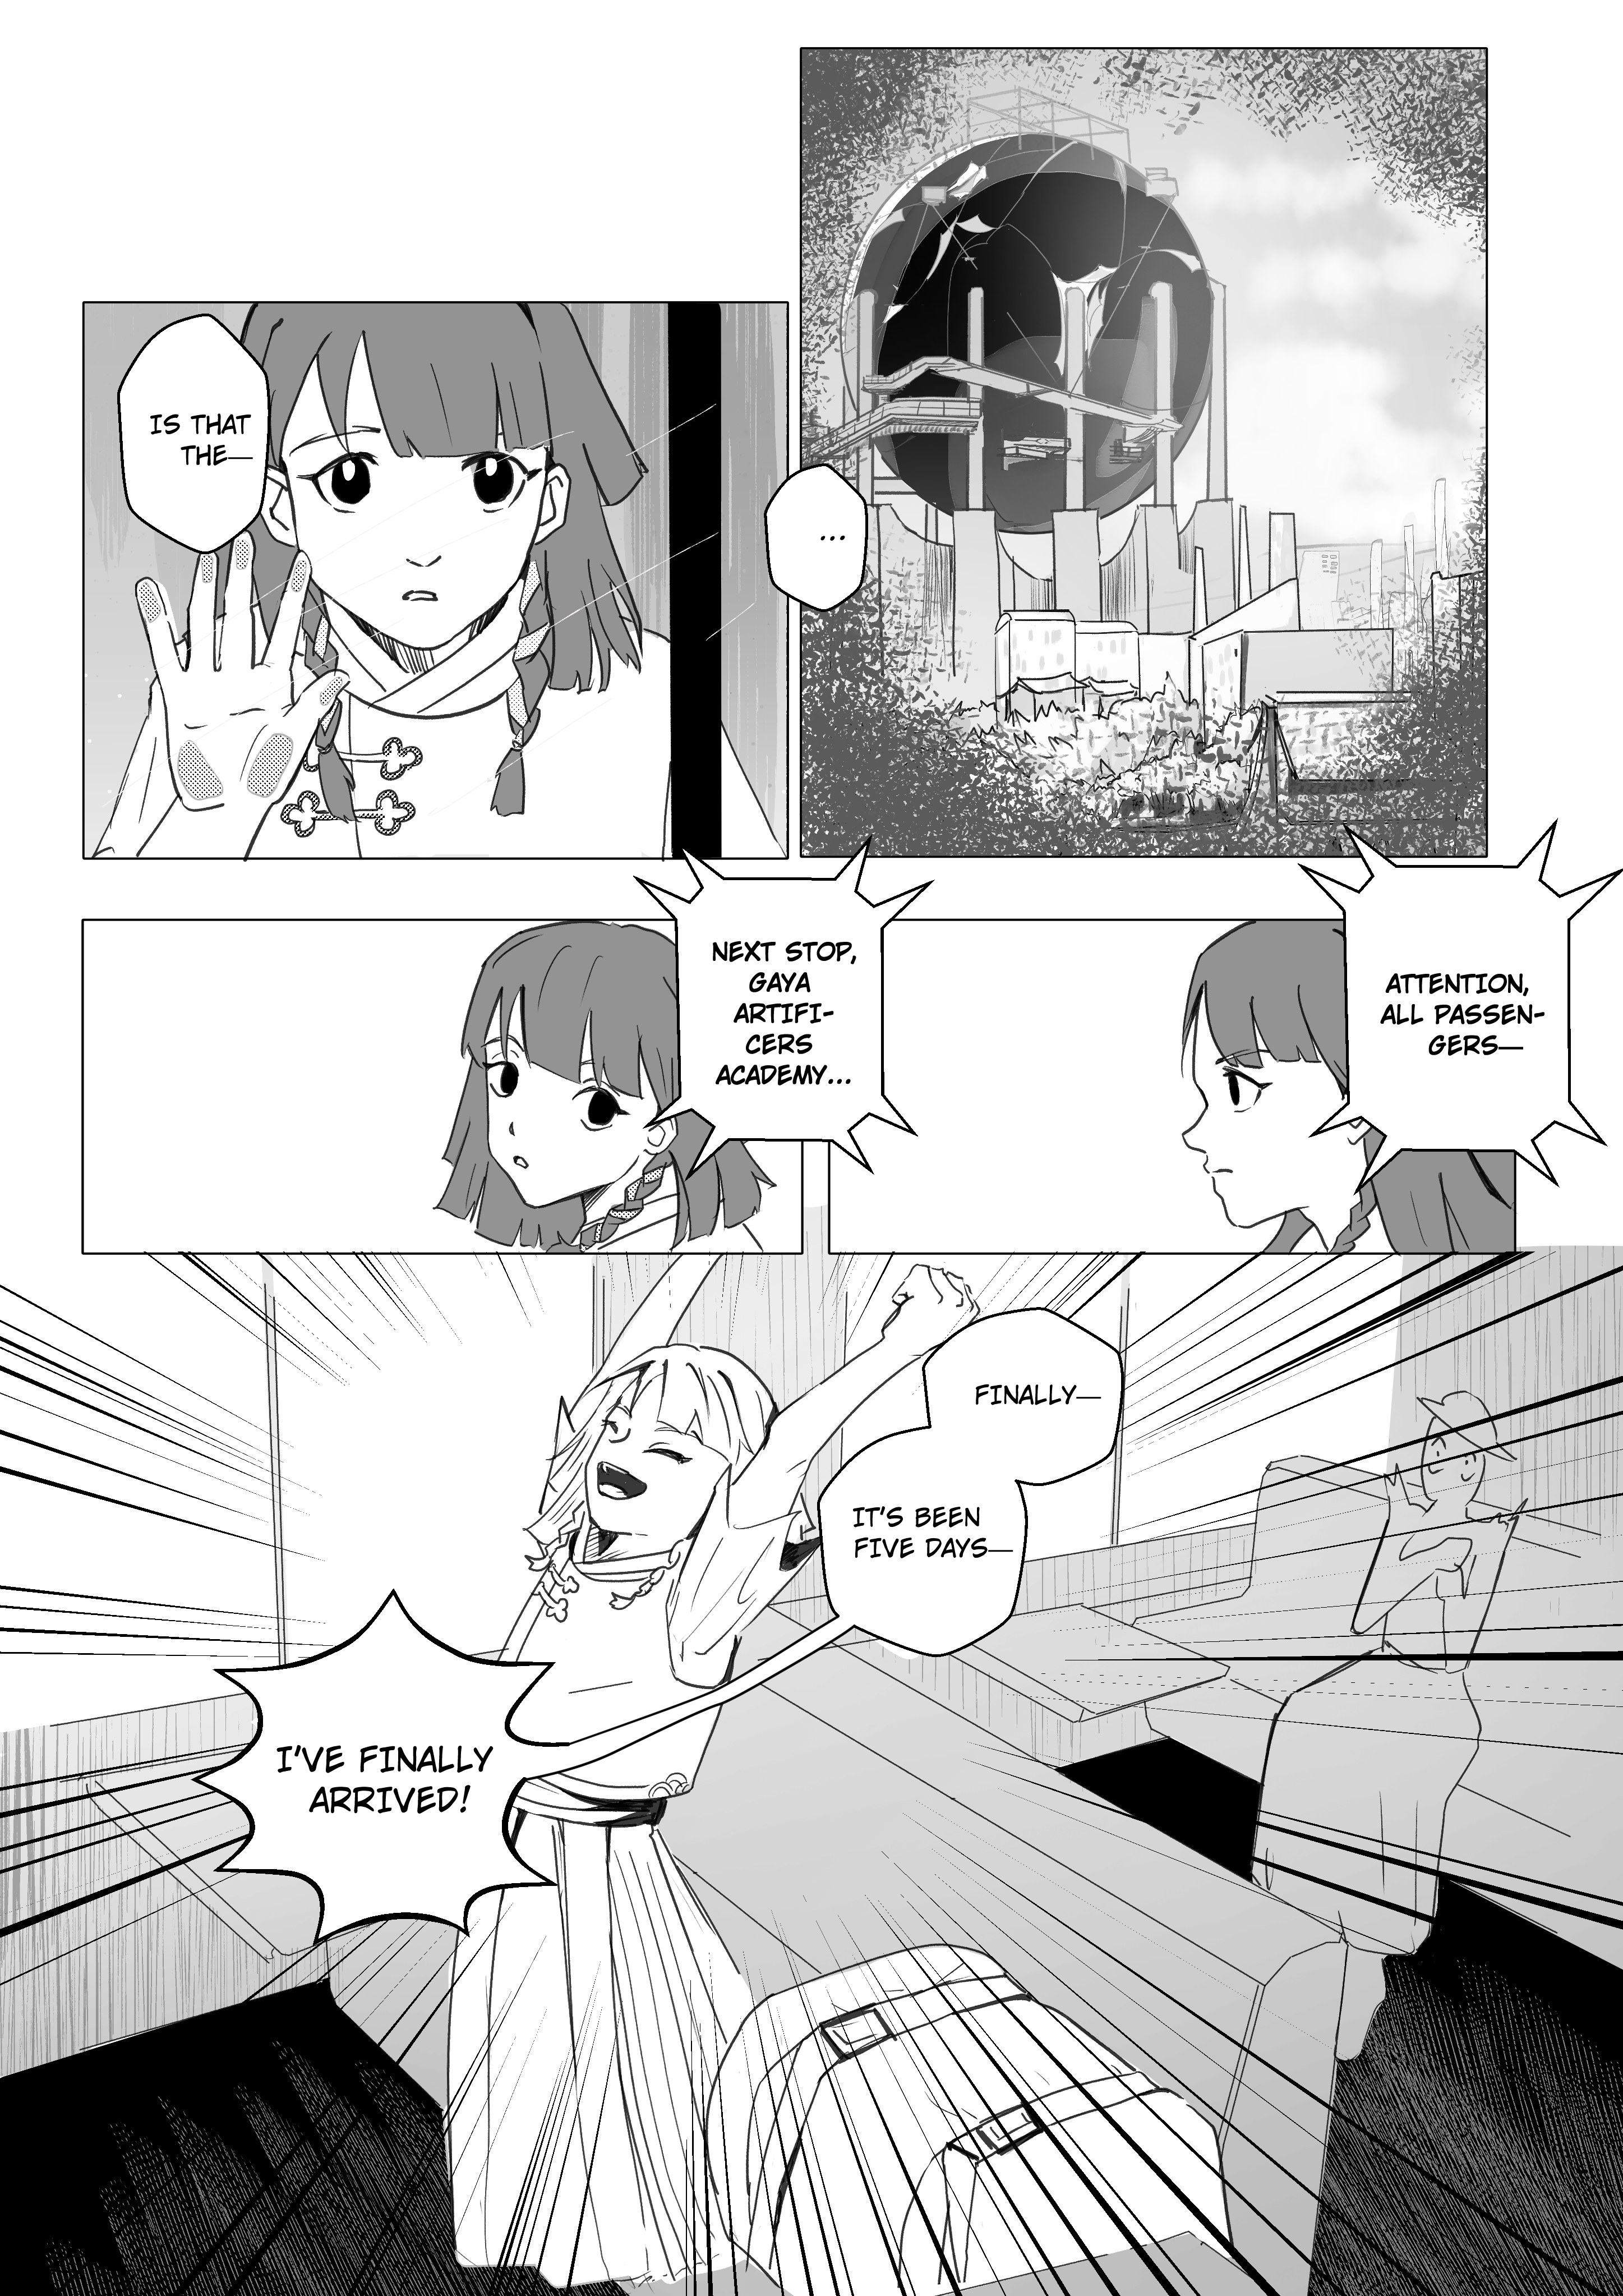 ...
IS THAT
THE—
ATTENTION,
ALL PASSEN-
GERS—
NEXT STOP,
GAYA
ARTIFI-
CERS
ACADEMY...
FINALLY—
IT'S BEEN
FIVE DAYS—
I'VE FINALLY
ARRIVED!